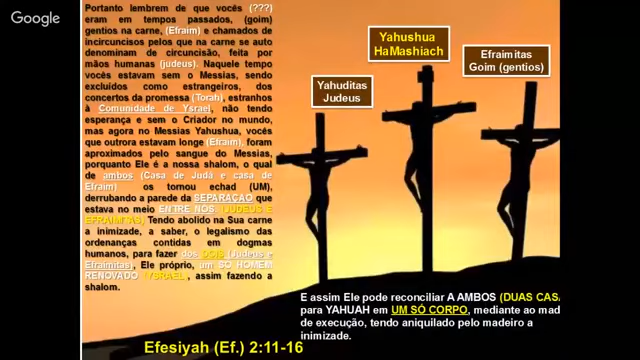 Google
Portanto lembrem de que vocês (???)
eram em tempos passados, (goim)
gentios na carne, (Efraim) e chamados de
incircuncisos pelos que na carne se auto
denominam de circuncisão, feita por
mãos humanas (judeus). Naquele tempo
vocês estavam sem o Messias, sendo
excluídos como estrangeiros, dos
concertos da promessa (Torah), estranhos
à Comunidade de Ysrael, não tendo
esperança e sem o Criador no mundo,
mas agora no Messias Yahushua, vocês
que outrora estavam longe (Efraim), foram
aproximados pelo sangue do Messias,
porquanto Ele é a nossa shalom, o qual
de ambos (Casa de Judá e casa de
Efraim) os tornou echad (UM),
derrubando a parede da SEPARAÇÃO que
estava no meio ENTRE NÓS, (JUDEUS E
EFRAIMITAS) Tendo abolido na Sua carne
a inimizade, a saber, o legalismo das
ordenanças contidas em dogmas
humanos, para fazer dos DOIS (Judeus e
Efraimitas), Ele próprio, um SÓ HOMEM
RENOVADO YSRAEL, assim fazendo a
shalom.
Yahuditas
Judeus
Yahushua
HaMashiach
Efraimitas
Goim (gentios)
E assim Ele pode reconciliar A AMBOS (DUAS CAS
para YAHUAH em UM SÓ CORPO, mediante ao mad
de execução, tendo aniquilado pelo madeiro a
inimizade.
Efesiyah (Ef.) 2:11-16